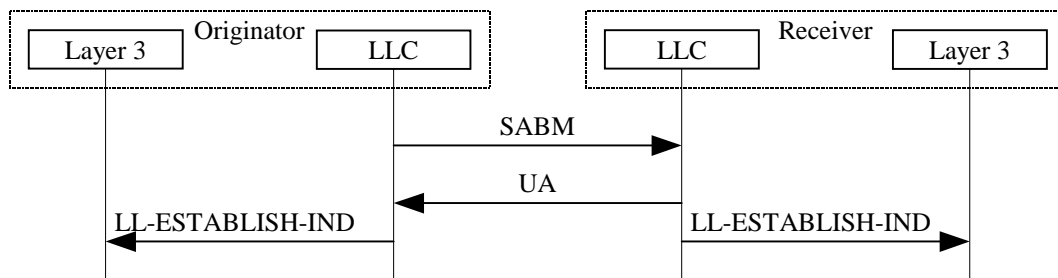 Originator
Receiver
Layer 3
LLC
LLC
Layer 3
SABM
UA
LL-ESTABLISH-IND
LL-ESTABLISH-IND